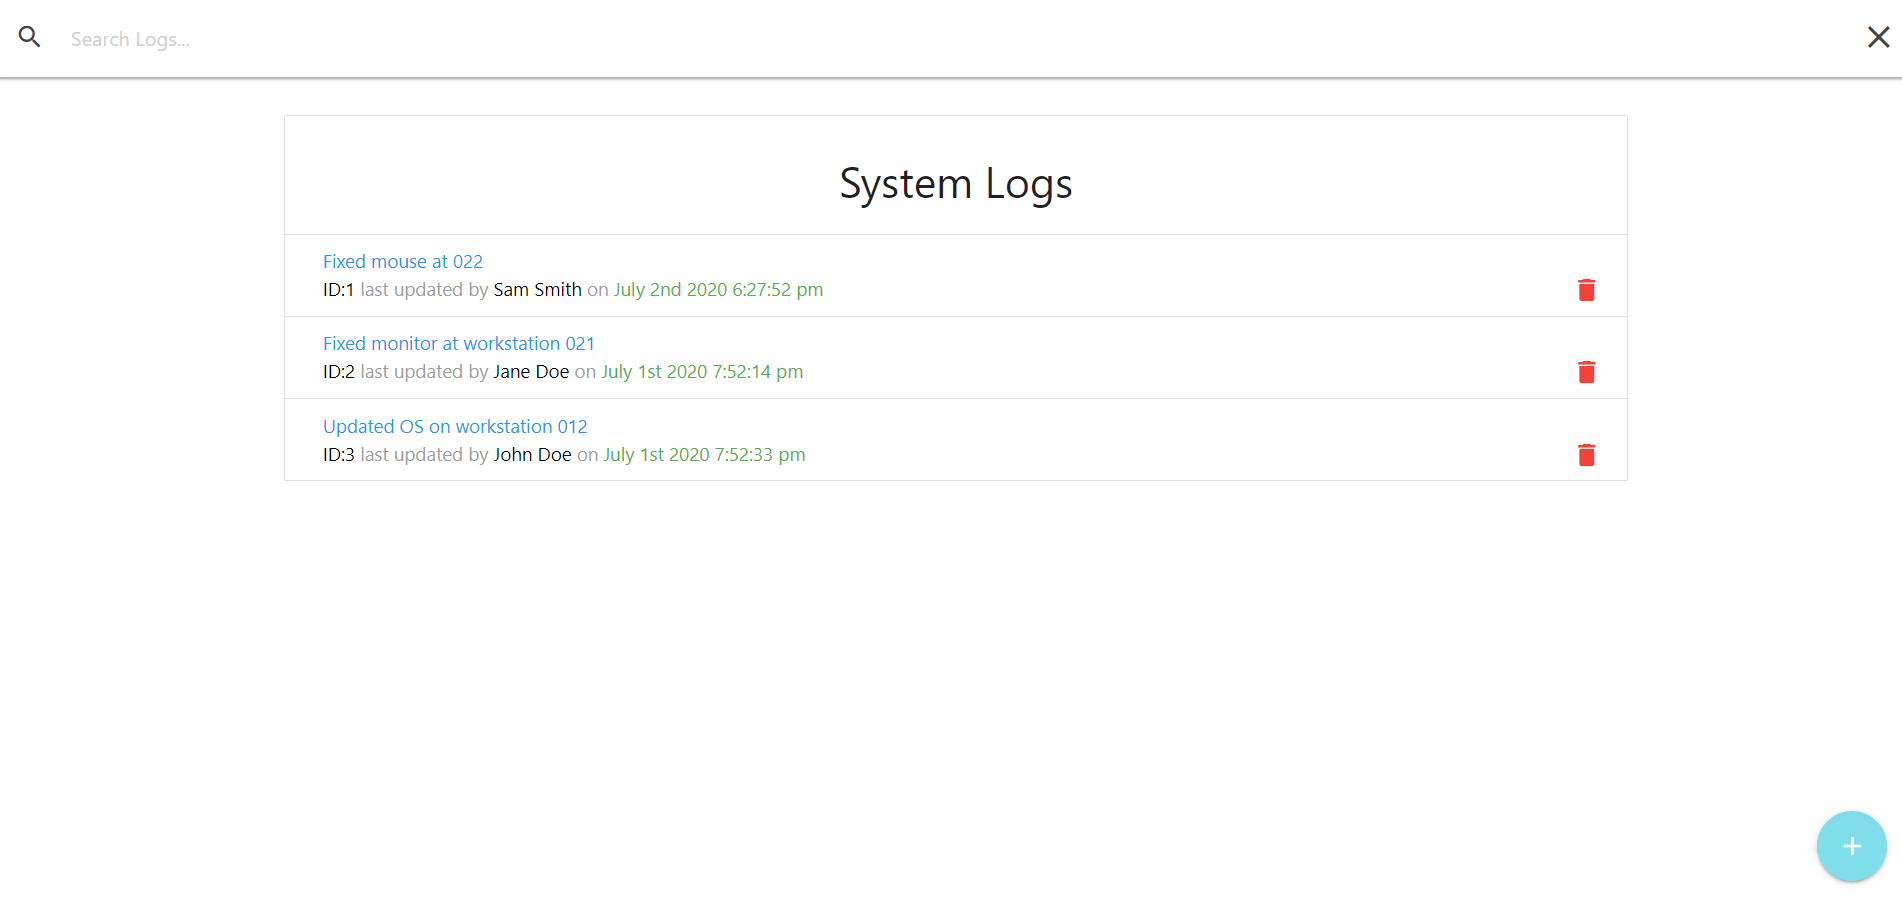 Search Logs...
System Logs
Fixed mouse at 022
ID:1 last updated by Sam Smith on July 2nd 2020 6:27:52 pm
Fixed monitor at workstation 021
ID:2 last updated by Jane Doe on July 1st 2020 7:52:14 pm
Updated OS on workstation 012
ID:3 last updated by John Doe on July 1st 2020 7:52:33 pm